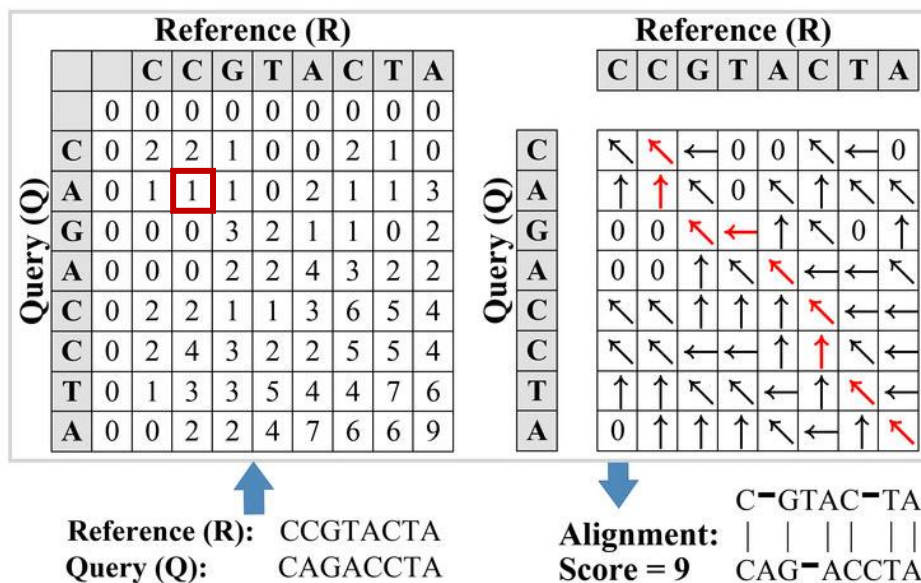 Reference (R)
C C G T A C T A
0 0 0 0 0 0 0 0 0
C 0 2 2 1 0 0 2 1 0
A 0 1 1 1 0 2 1 1 3
G 0 0 0 3 2 1 1 0 2
A 0 0 0 2 2 4 3 2 2
C 0 2 2 1 1 3 6 5 4
C 0 2 4 3 2 2 5 5 4
T 0 1 3 3 5 4 4 7 6
A 0 0 2 2 4 7 6 6 9
Query (Q)
Reference (R)
C C G T A C T A
C ↖ ↖ ← 0 0 ↖ ← 0
A ↑ ↑ ↖ 0 ↖ ↑ ↖ ↖
G 0 0 ↖ ← ↑ ↖ 0 ↑
A 0 0 ↑ ↖ ↖ ← ← ↖
C ↖ ↖ ↑ ↑ ↑ ↖ ← ←
C ↖ ↖ ← ← ↑ ↑ ↖ ←
T ↑ ↑ ↖ ↖ ← ↑ ↖ ←
A 0 ↑ ↑ ↑ ↖ ← ↑ ↖
Query (Q)
Reference (R): CCGTACTA
Query (Q): CAGACCTA
Alignment:
Score = 9
C-GTAC-TA
| | | | | |
CAG-ACCTA